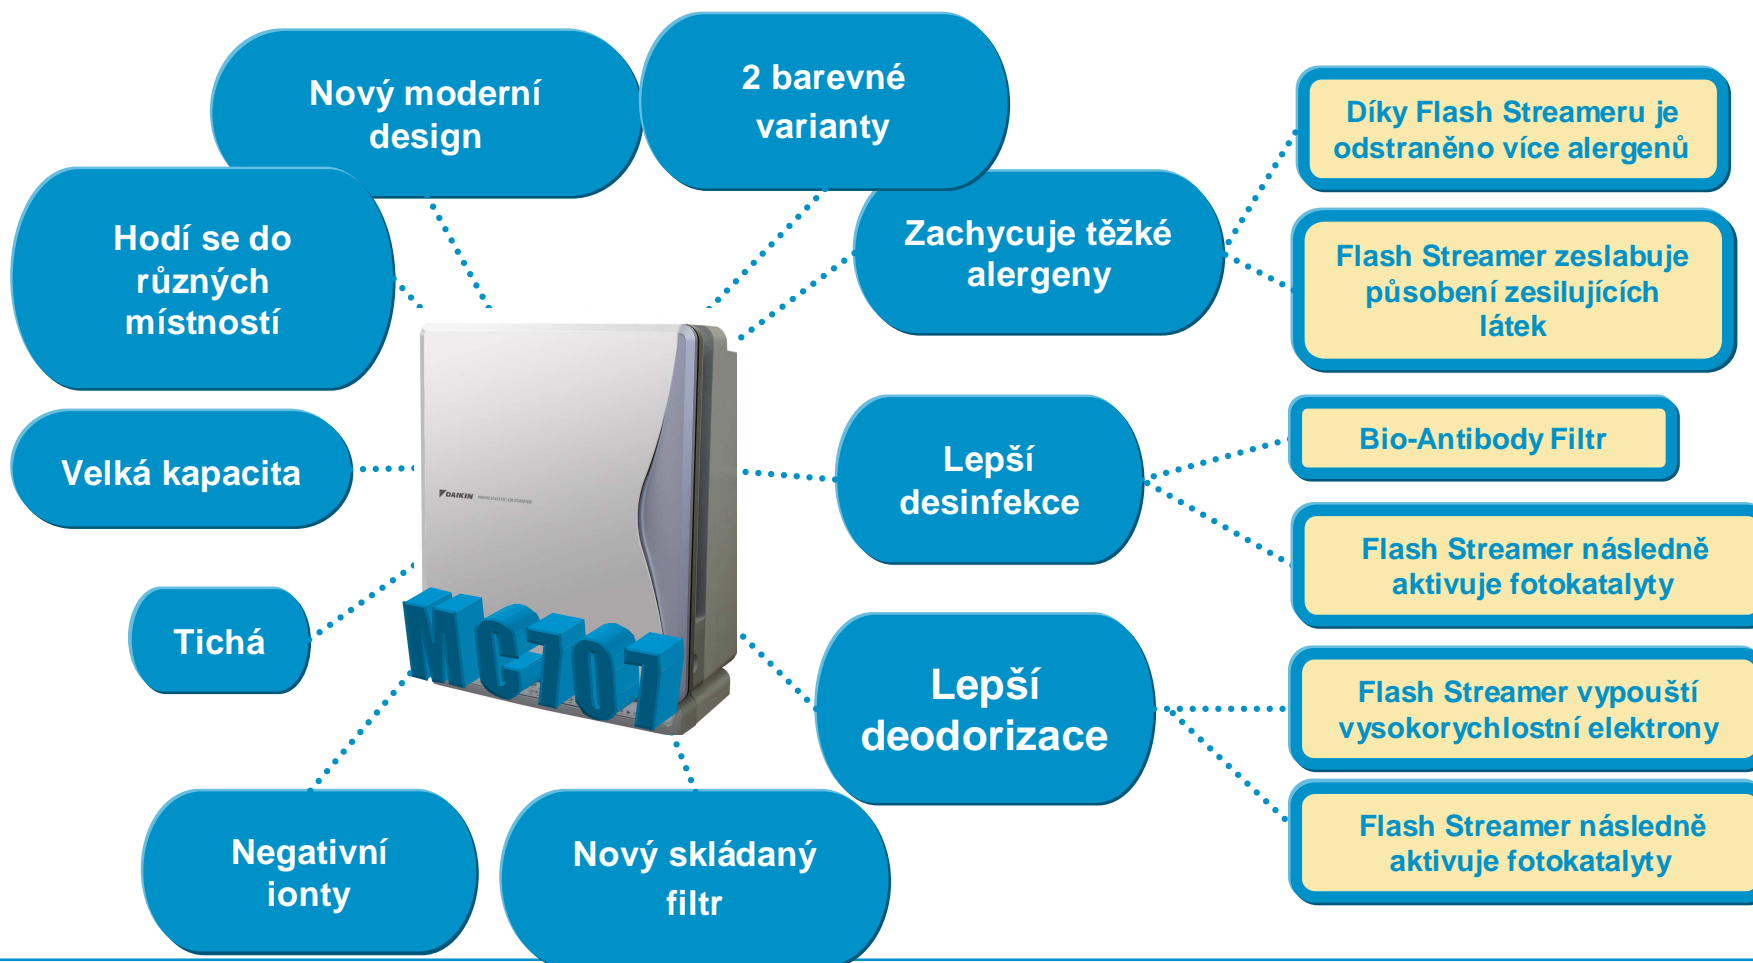 Nový moderní
design
2 barevné
varianty
Díky Flash Streameru je
odstraněno více alergenů
Hodí se do
různých
místností
Zachycuje těžké
alergeny
Flash Streamer zeslabuje
působení zesilujících
látek
Velká kapacita
DAIKIN
Lepší
desinfekce
Bio-Antibody Filtr
Flash Streamer následně
aktivuje fotokatalyty
Tichá
MC707
Lepší
deodorizace
Flash Streamer vypouští
vysokorychlostní elektrony
Flash Streamer následně
aktivuje fotokatalyty
Negativní
ionty
Nový skládaný
filtr